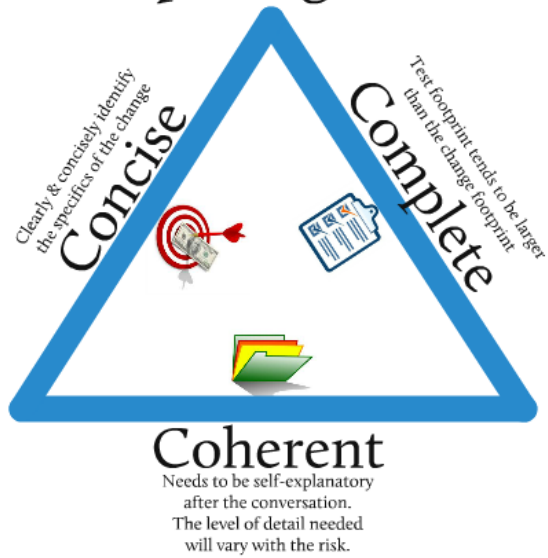 Clearly & concisely identify
the specifics of the change
Concise
Test footprint tends to be larger
than the change footprint
Complete
Coherent
Needs to be self-explanatory
after the conversation.
The level of detail needed
will vary with the risk.